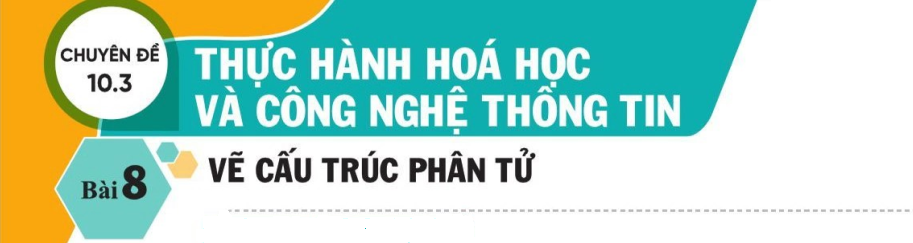 CHUYÊN ĐỀ
10.3
THỰC HÀNH HOÁ HỌC
VÀ CÔNG NGHỆ THÔNG TIN
Bài 8
VẼ CẤU TRÚC PHÂN TỬ